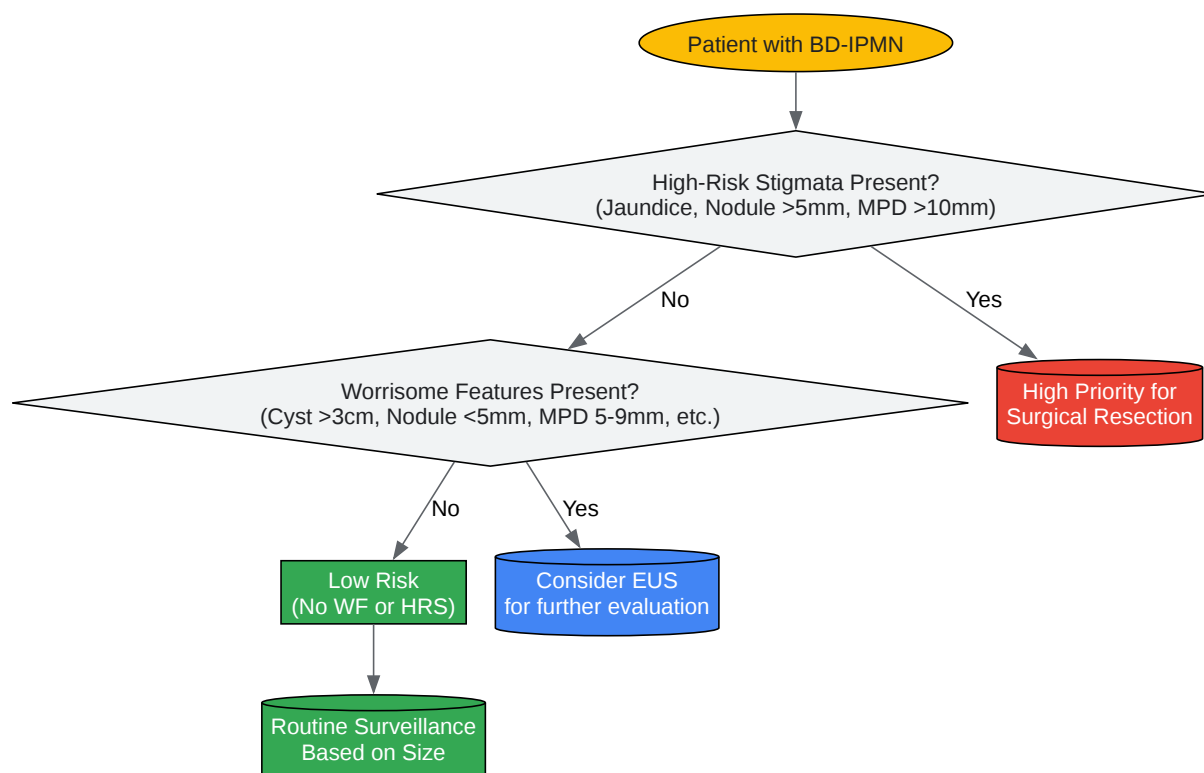 Patient with BD-IPMN
High-Risk Stigmata Present?
(Jaundice, Nodule >5mm, MPD >10mm)
No
Yes
Worrisome Features Present?
(Cyst >3cm, Nodule <5mm, MPD 5-9mm, etc.)
High Priority for
Surgical Resection
No
Yes
Low Risk
(No WF or HRS)
Consider EUS
for further evaluation
Routine Surveillance
Based on Size